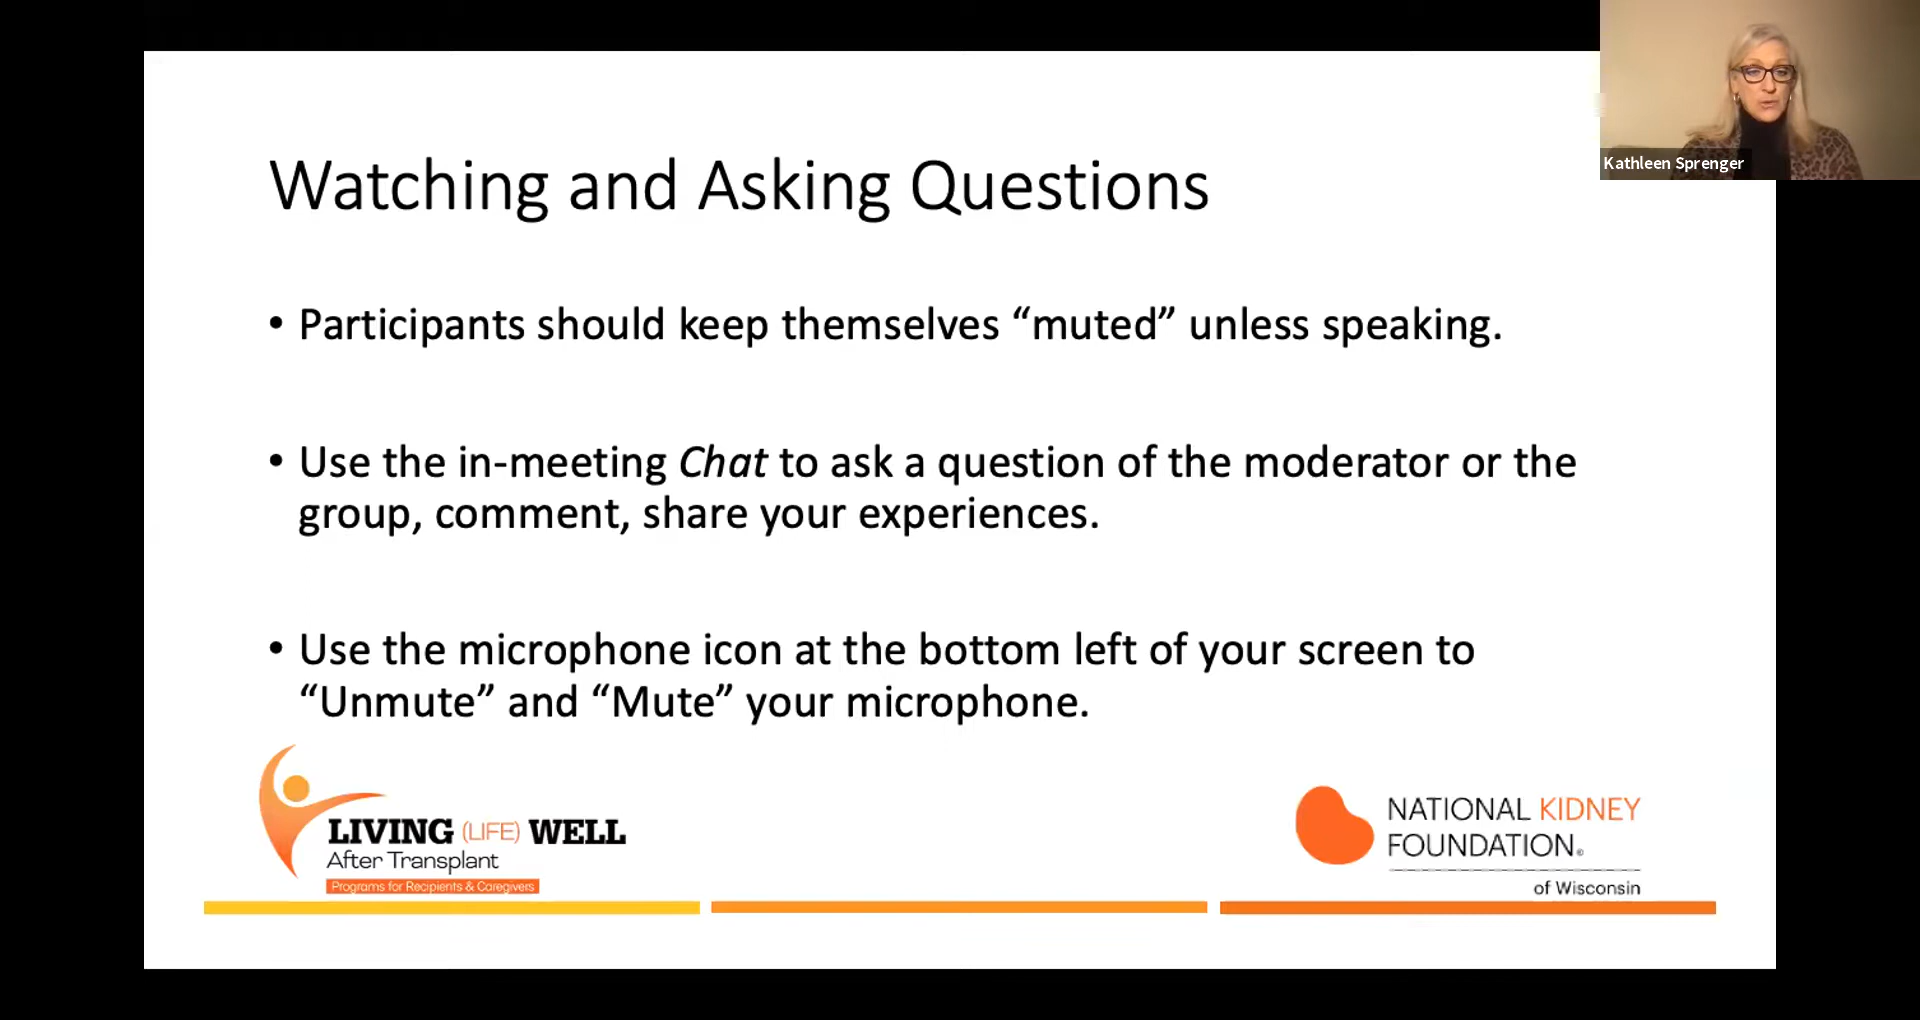 Kathleen Sprenger
Watching and Asking Questions
• Participants should keep themselves “muted” unless speaking.
• Use the in-meeting Chat to ask a question of the moderator or the
group, comment, share your experiences.
• Use the microphone icon at the bottom left of your screen to
“Unmute” and “Mute” your microphone.
LIVING (LIFE) WELL
After Transplant
Programs for Recipients & Caregivers
NATIONAL KIDNEY
FOUNDATION®
of Wisconsin